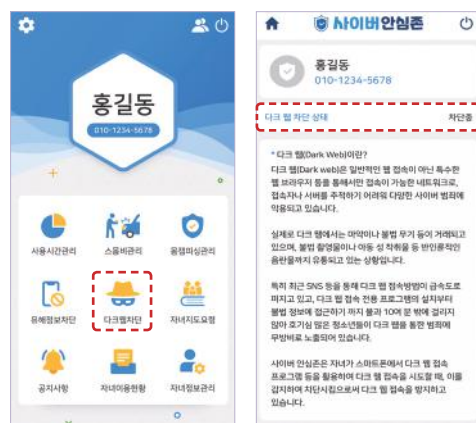 홍길동
010-1234-5678
사용시간관리
스몸비관리
몸캠피싱관리
유해정보차단
다크웹차단
자녀지도요청
공지사항
자녀이용현황
자녀정보관리
사이버안심존
홍길동
010-1234-5678
다크 웹 차단 상태 차단중
* 다크 웹(Dark Web)이란?
다크 웹(Dark web)은 일반적인 웹 접속이 아닌 특수한
웹 브라우저 등을 통해서만 접속이 가능한 네트워크로,
접속자나 서버를 추적하기 어려워 다양한 사이버 범죄에
악용되고 있습니다.
실제로 다크 웹에서는 마약이나 불법 무기 등이 거래되고
있으며, 불법 촬영물이나 아동 성 착취물 등 반인륜적인
음란물까지 유통되고 있는 상황입니다.
특히 최근 SNS 등을 통해 다크 웹 접속방법이 급속도로
퍼지고 있고, 다크 웹 접속 전용 프로그램의 설치부터
불법 정보에 접근하기 까지 불과 10여 분 밖에 걸리지
않아 호기심 많은 청소년들이 다크 웹을 통한 범죄에
무방비로 노출되어 있습니다.
사이버 안심존은 자녀가 스마트폰에서 다크 웹 접속
프로그램 등을 활용하여 다크 웹 접속을 시도할 때, 이를
감지하여 차단시킴으로써 다크 웹 접속을 방지하고
있습니다.